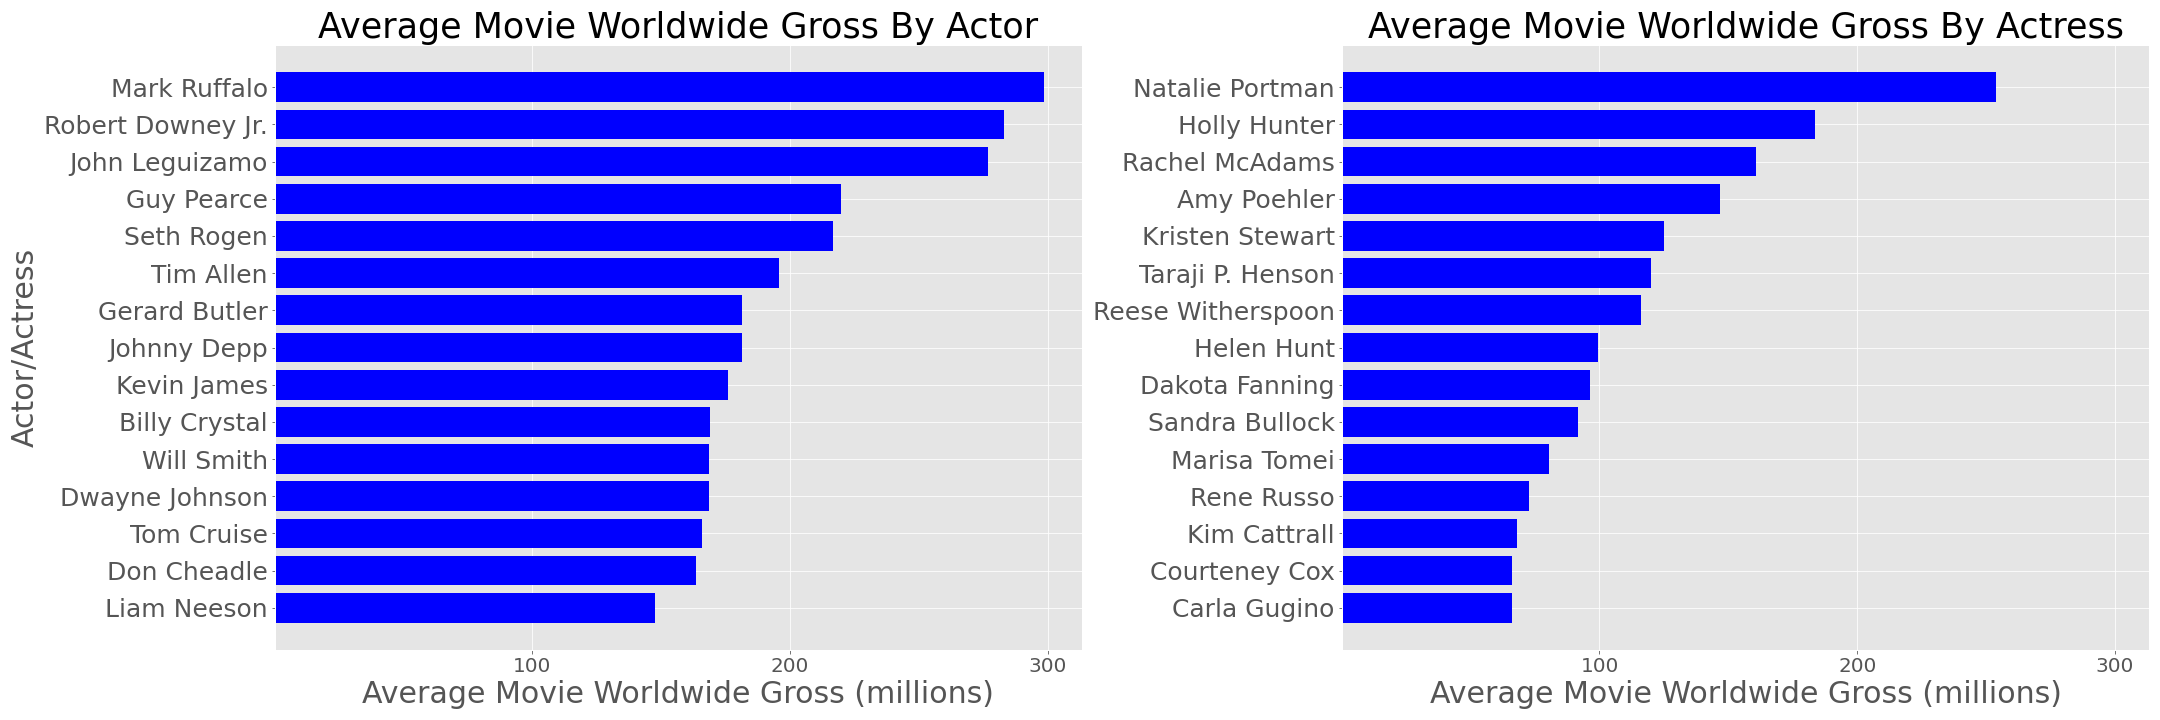 Average Movie Worldwide Gross By Actor
Actor/Actress
Mark Ruffalo
Robert Downey Jr.
John Leguizamo
Guy Pearce
Seth Rogen
Tim Allen
Gerard Butler
Johnny Depp
Kevin James
Billy Crystal
Will Smith
Dwayne Johnson
Tom Cruise
Don Cheadle
Liam Neeson
100 200 300
Average Movie Worldwide Gross (millions)
Average Movie Worldwide Gross By Actress
Natalie Portman
Holly Hunter
Rachel McAdams
Amy Poehler
Kristen Stewart
Taraji P. Henson
Reese Witherspoon
Helen Hunt
Dakota Fanning
Sandra Bullock
Marisa Tomei
Rene Russo
Kim Cattrall
Courteney Cox
Carla Gugino
100 200 300
Average Movie Worldwide Gross (millions)